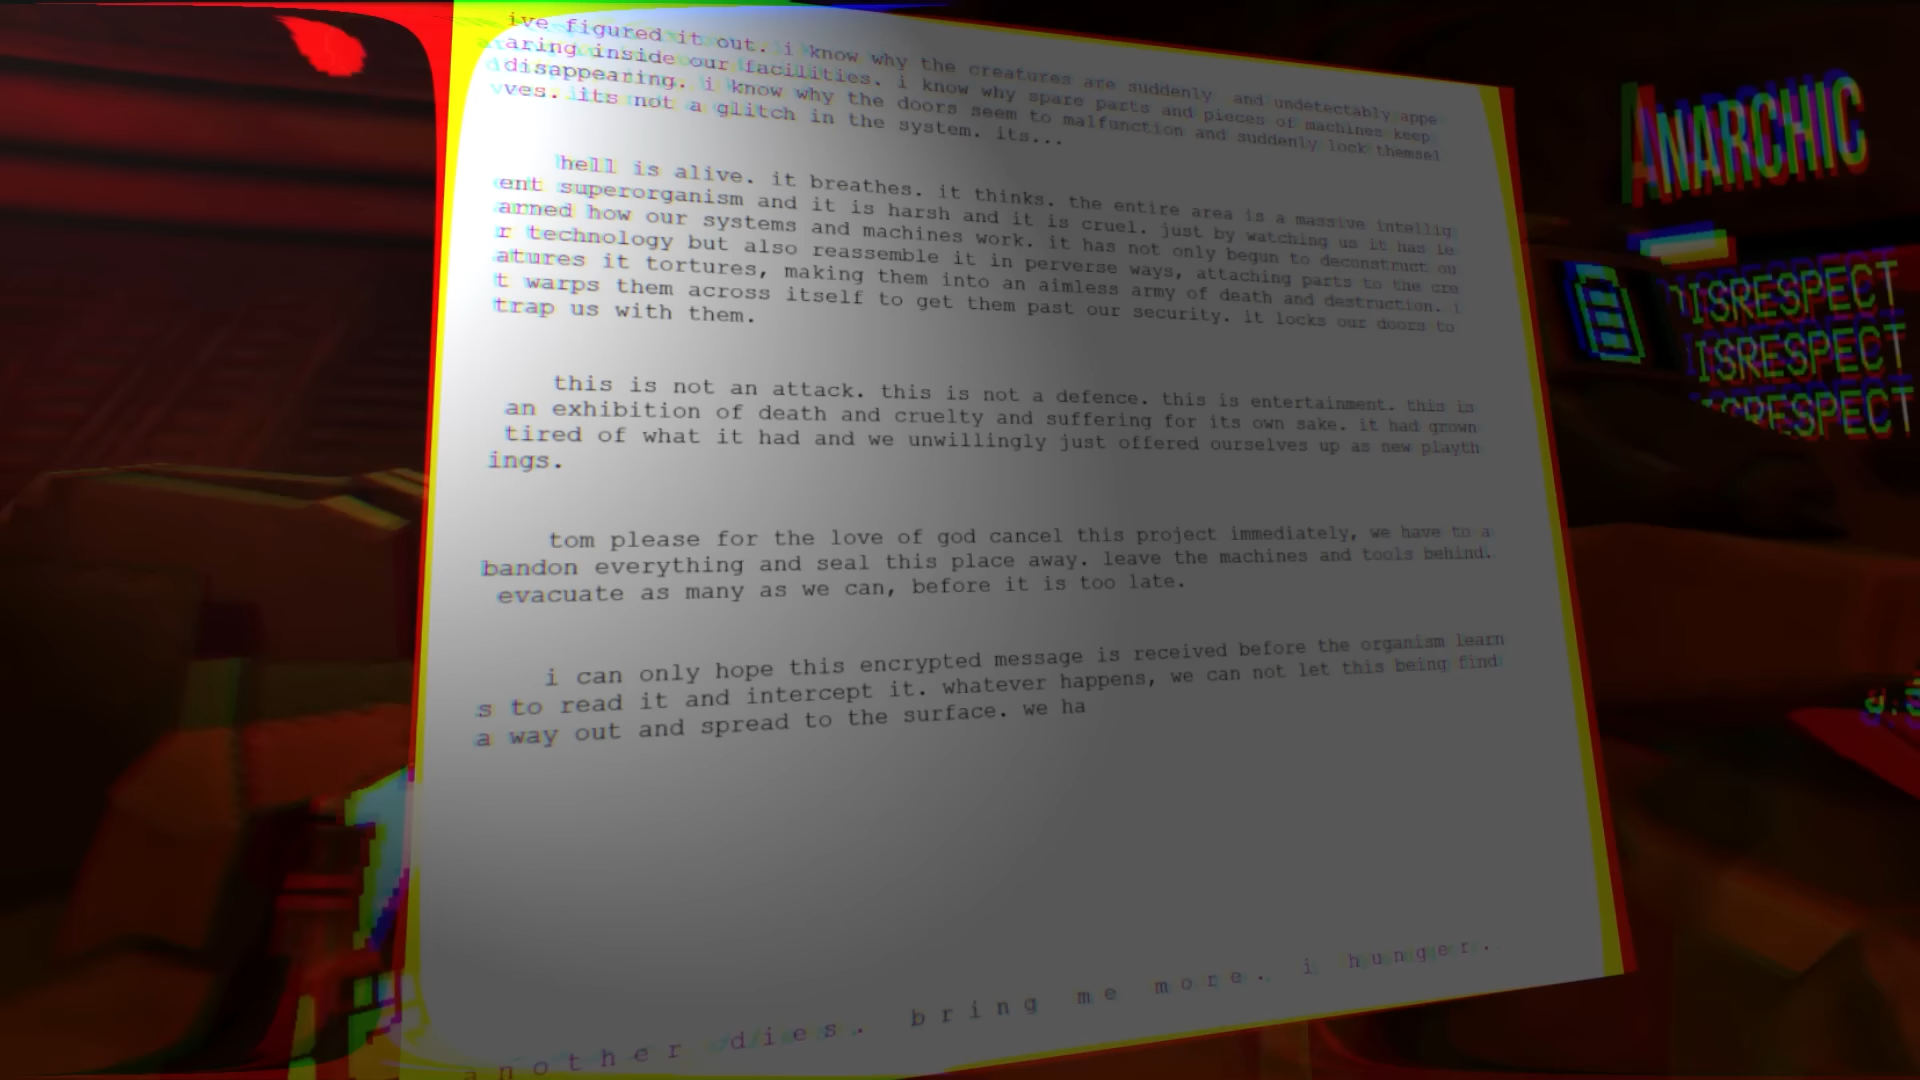 ive figured it out. i know why the creatures are suddenly  and undetectably appe
aring inside our facilities. i know why spare parts and pieces of machines keep
disappearing. i know why the doors seem to malfunction and suddenly lock themsel
ves. its not a glitch in the system. its...
hell is alive. it breathes. it thinks. the entire area is a massive intellig
ent superorganism and it is harsh and it is cruel. just by watching us it has le
arned how our systems and machines work. it has not only begun to deconstruct ou
r technology but also reassemble it in perverse ways, attaching parts to the cre
atures it tortures, making them into an aimless army of death and destruction. i
t warps them across itself to get them past our security. it locks our doors to
trap us with them.
this is not an attack. this is not a defence. this is entertainment. this is
an exhibition of death and cruelty and suffering for its own sake. it had grown
tired of what it had and we unwillingly just offered ourselves up as new playth
ings.
tom please for the love of god cancel this project immediately, we have to a
bandon everything and seal this place away. leave the machines and tools behind.
evacuate as many as we can, before it is too late.
i can only hope this encrypted message is received before the organism learn
s to read it and intercept it. whatever happens, we can not let this being find
a way out and spread to the surface. we ha
another dies. bring me more. i hunger.
ANARCHIC
DISRESPECT
DISRESPECT
DISRESPECT